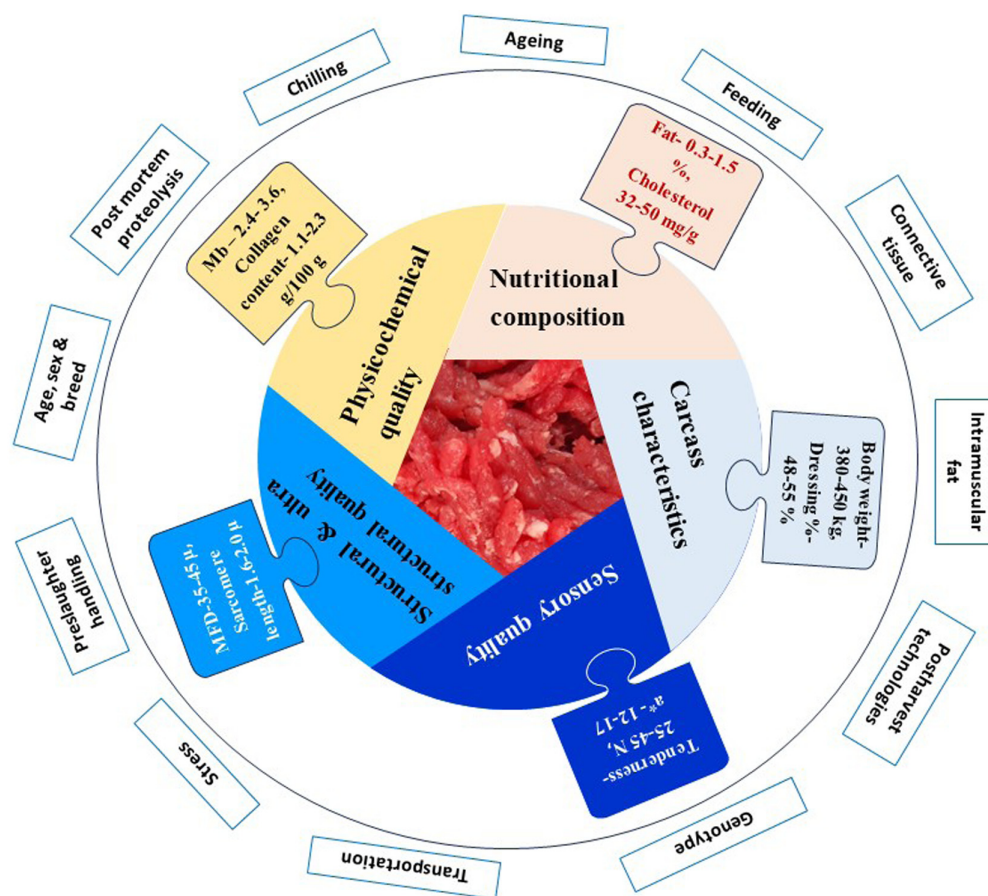 Ageing
Feeding
Connective
tissue
Intramuscular
fat
Postharvest
technologies
Genotype
Transportation
Stress
Preslaughter
handling
Age, sex &
breed
Post mortem
proteolysis
Chilling
Fat- 0.3-1.5
%,
Cholesterol
32-50 mg/g
Nutritional
composition
Body weight-
380-450 kg,
Dressing %-
48-55 %
Carcass
characteristics
Tenderness-
25-45 N,
a*- 12-17
Sensory quality
MFD-35-45 µ,
Sarcomere
length-1.6-2.0 µ
Structural & ultra
structural quality
Mb – 2.4- 3.6,
Collagen
content- 1.1-2.3
g/100 g
Physicochemical
quality